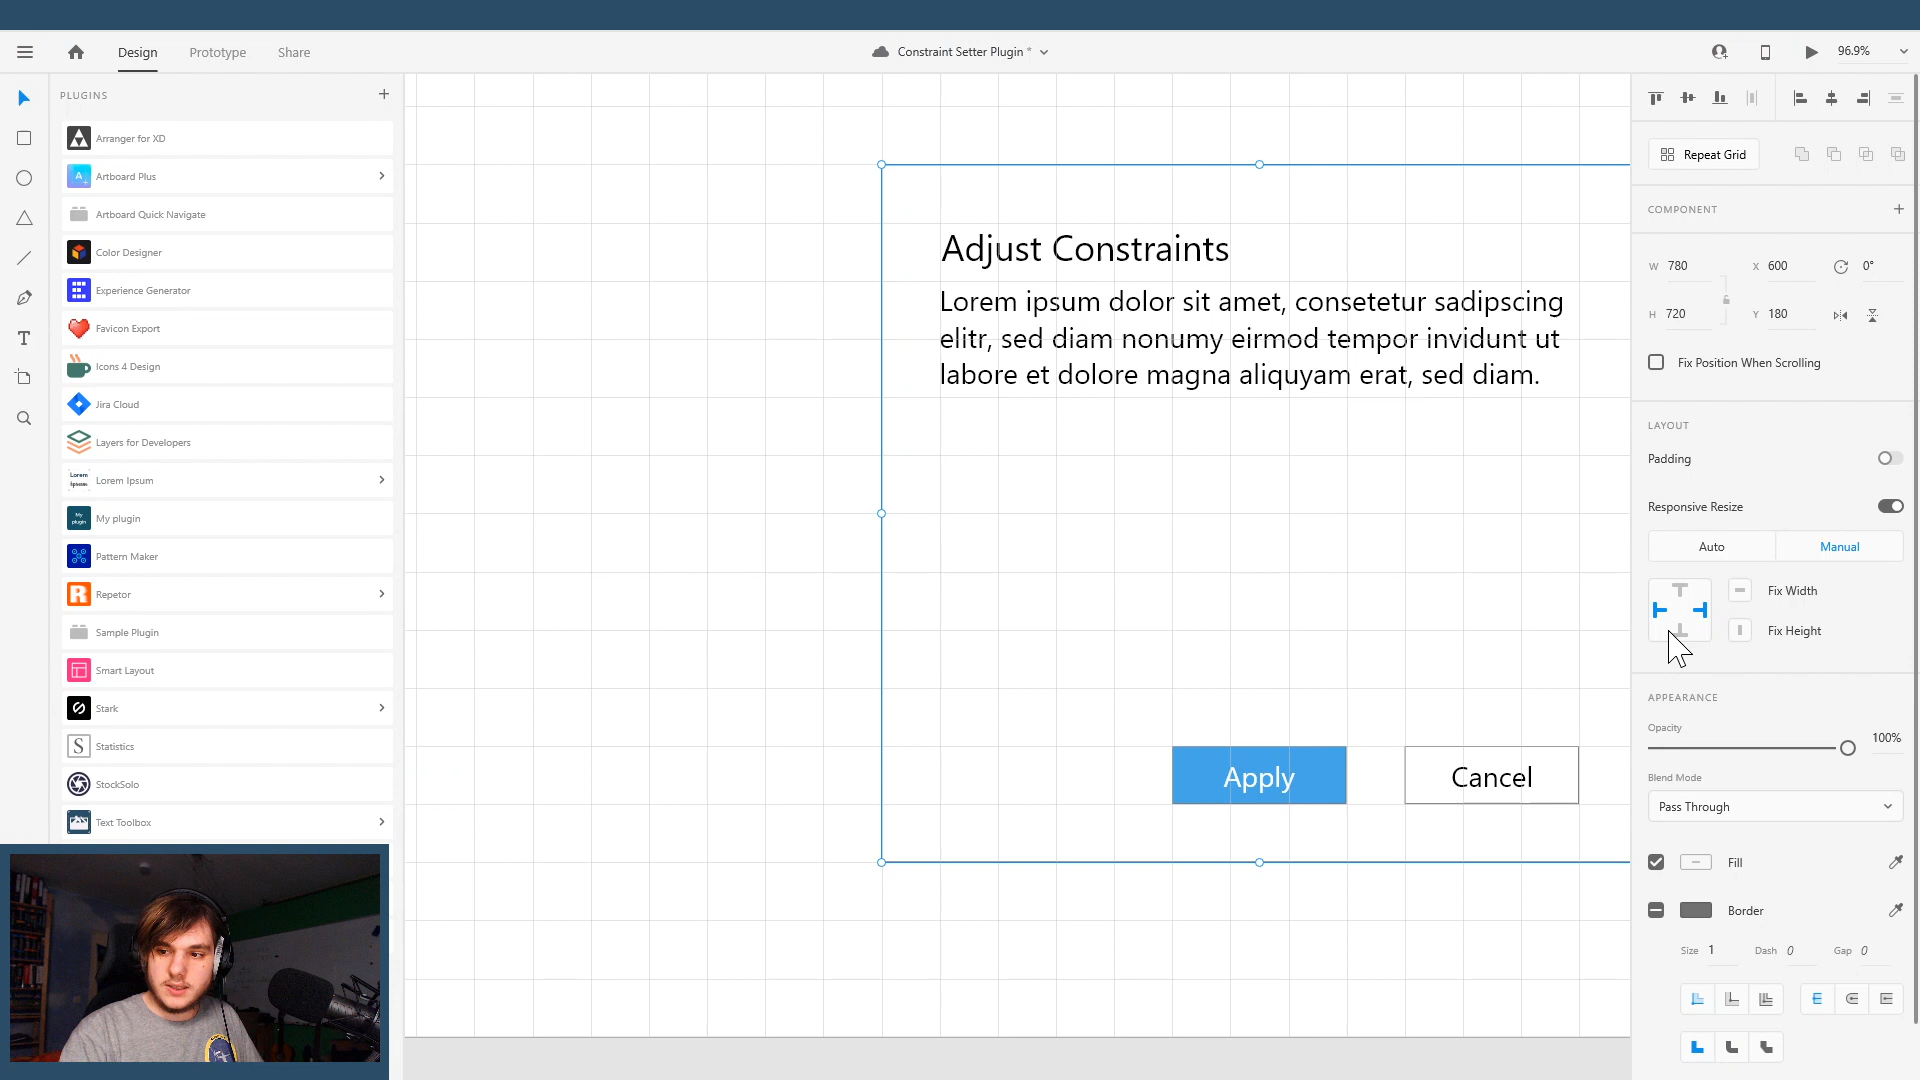 Design
Prototype
Share
Constraint Setter Plugin *
96.9%
PLUGINS
Arranger for XD
A
Artboard Plus
Artboard Quick Navigate
Color Designer
Experience Generator
Favicon Export
Icons 4 Design
Jira Cloud
Layers for Developers
Lorem Ipsum
Lorem Ipsum
My plugin
My plugin
Pattern Maker
R
Repetor
Sample Plugin
Smart Layout
Stark
S
Statistics
StockSolo
Text Toolbox
Adjust Constraints
Lorem ipsum dolor sit amet, consetetur sadipscing
elitr, sed diam nonumy eirmod tempor invidunt ut
labore et dolore magna aliquyam erat, sed diam.
Apply
Cancel
Repeat Grid
COMPONENT
W 780
X 600
0°
H 720
Y 180
Fix Position When Scrolling
LAYOUT
Padding
Responsive Resize
Auto
Manual
Fix Width
Fix Height
APPEARANCE
Opacity
100%
Blend Mode
Pass Through
Fill
Border
Size 1
Dash 0
Gap 0